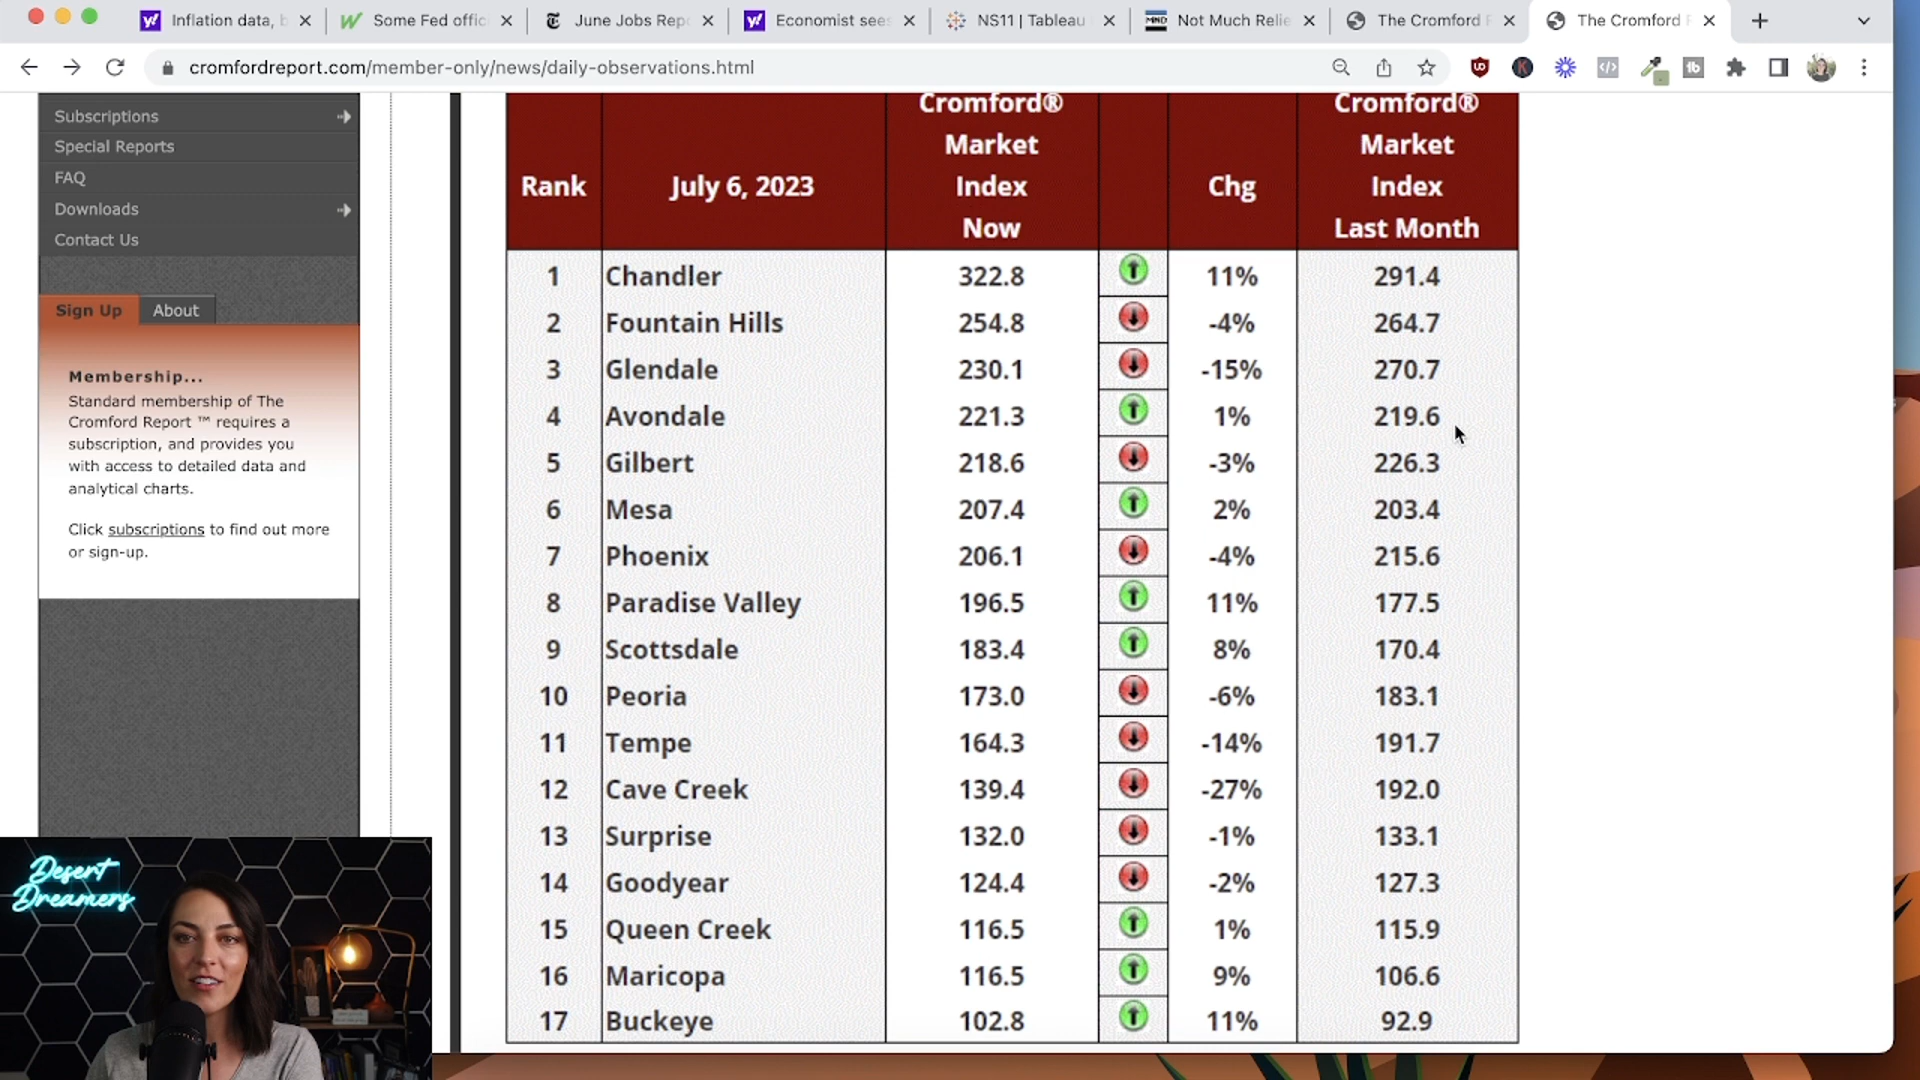 Inflation data, b
Some Fed offic
June Jobs Repo
Economist sees
NS11 | Tableau
Not Much Relie
The Cromford R
The Cromford R
cromfordreport.com/member-only/news/daily-observations.html
Subscriptions
Special Reports
FAQ
Downloads
Contact Us
Sign Up About
Membership...
Standard membership of The
Cromford Report ™ requires a
subscription, and provides you
with access to detailed data and
analytical charts.
Click subscriptions to find out more
or sign-up.
Desert
Dreamers
Rank
July 6, 2023
Cromford®
Market
Index
Now
Chg
Cromford®
Market
Index
Last Month
1 Chandler 322.8 11% 291.4
2 Fountain Hills 254.8 -4% 264.7
3 Glendale 230.1 -15% 270.7
4 Avondale 221.3 1% 219.6
5 Gilbert 218.6 -3% 226.3
6 Mesa 207.4 2% 203.4
7 Phoenix 206.1 -4% 215.6
8 Paradise Valley 196.5 11% 177.5
9 Scottsdale 183.4 8% 170.4
10 Peoria 173.0 -6% 183.1
11 Tempe 164.3 -14% 191.7
12 Cave Creek 139.4 -27% 192.0
13 Surprise 132.0 -1% 133.1
14 Goodyear 124.4 -2% 127.3
15 Queen Creek 116.5 1% 115.9
16 Maricopa 116.5 9% 106.6
17 Buckeye 102.8 11% 92.9